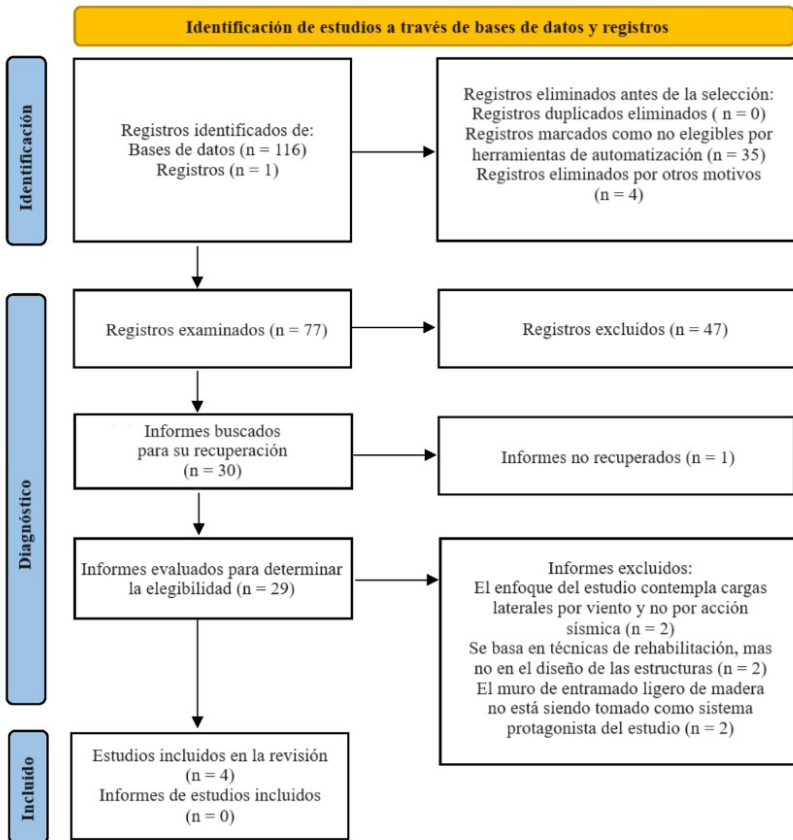 Identificación de estudios a través de bases de datos y registros
Identificación
Registros identificados de:
Bases de datos (n = 116)
Registros (n = 1)
Registros eliminados antes de la selección:
Registros duplicados eliminados ( n = 0)
Registros marcados como no elegibles por
herramientas de automatización (n = 35)
Registros eliminados por otros motivos
(n = 4)
Diagnóstico
Registros examinados (n = 77)
Registros excluidos (n = 47)
Informes buscados
para su recuperación
(n = 30)
Informes no recuperados (n = 1)
Informes evaluados para determinar
la elegibilidad (n = 29)
Informes excluidos:
El enfoque del estudio contempla cargas
laterales por viento y no por acción
sísmica (n = 2)
Se basa en técnicas de rehabilitación, mas
no en el diseño de las estructuras (n = 2)
El muro de entramado ligero de madera
no está siendo tomado como sistema
protagonista del estudio (n = 2)
Incluido
Estudios incluidos en la revisión
(n = 4)
Informes de estudios incluidos
(n = 0)